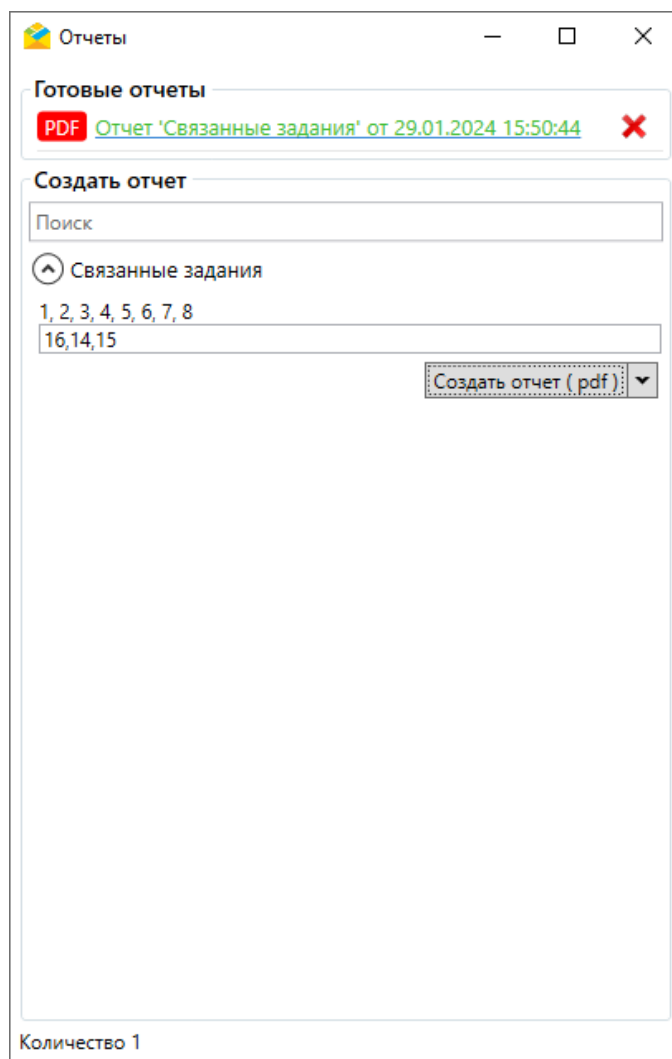 Отчеты
Готовые отчеты
PDF Отчет 'Связанные задания' от 29.01.2024 15:50:44
Создать отчет
Поиск
Связанные задания
1, 2, 3, 4, 5, 6, 7, 8
16,14,15
Создать отчет ( pdf )
Количество 1